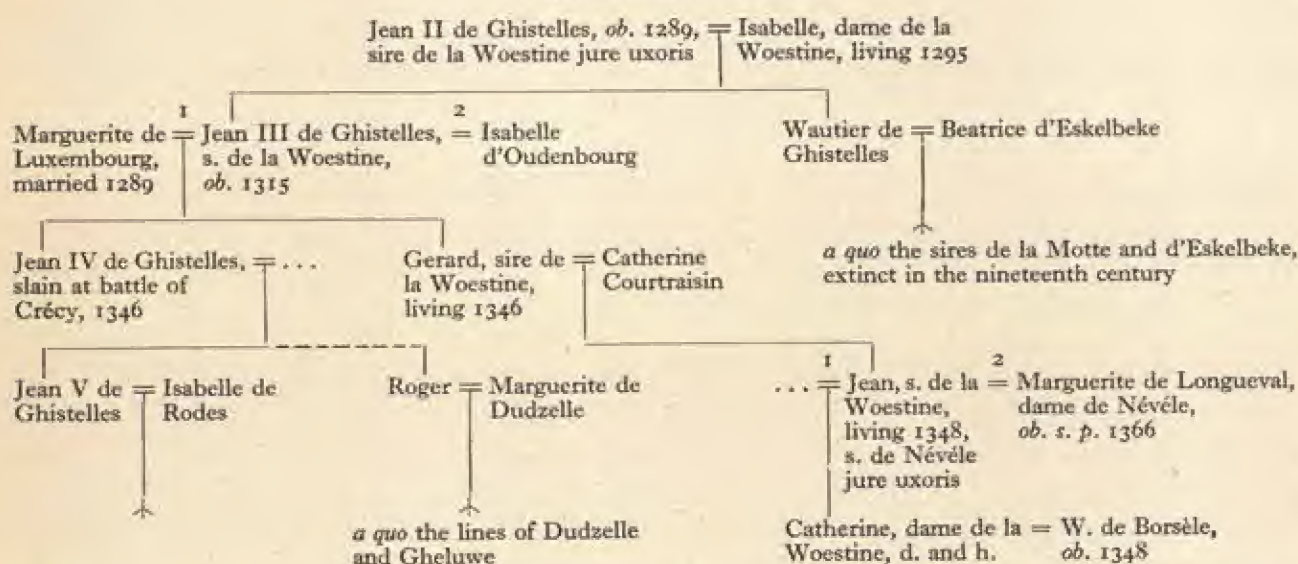 Jean II de Ghistelles, ob. 1289, = Isabelle, dame de la
sire de la Woestine jure uxoris Woestine, living 1295
1 2
Marguerite de = Jean III de Ghistelles, = Isabelle
Luxembourg, s. de la Woestine, d'Oudenbourg
married 1289 ob. 1315
Wautier de = Beatrice d'Eskelbeke
Ghistelles
Jean IV de Ghistelles, = ...
slain at battle of
Crécy, 1346
Gerard, sire de = Catherine
la Woestine, Courtraisin
living 1346
a quo the sires de la Motte and d'Eskelbeke,
extinct in the nineteenth century
Jean V de = Isabelle de
Ghistelles Rodes
Roger = Marguerite de
Dudzelle
1 2
... = Jean, s. de la = Marguerite de Longueval,
Woestine, dame de Névéle,
living 1348, ob. s. p. 1366
s. de Névéle
jure uxoris
a quo the lines of Dudzelle
and Gheluwe
Catherine, dame de la = W. de Borsèle,
Woestine, d. and h. ob. 1348